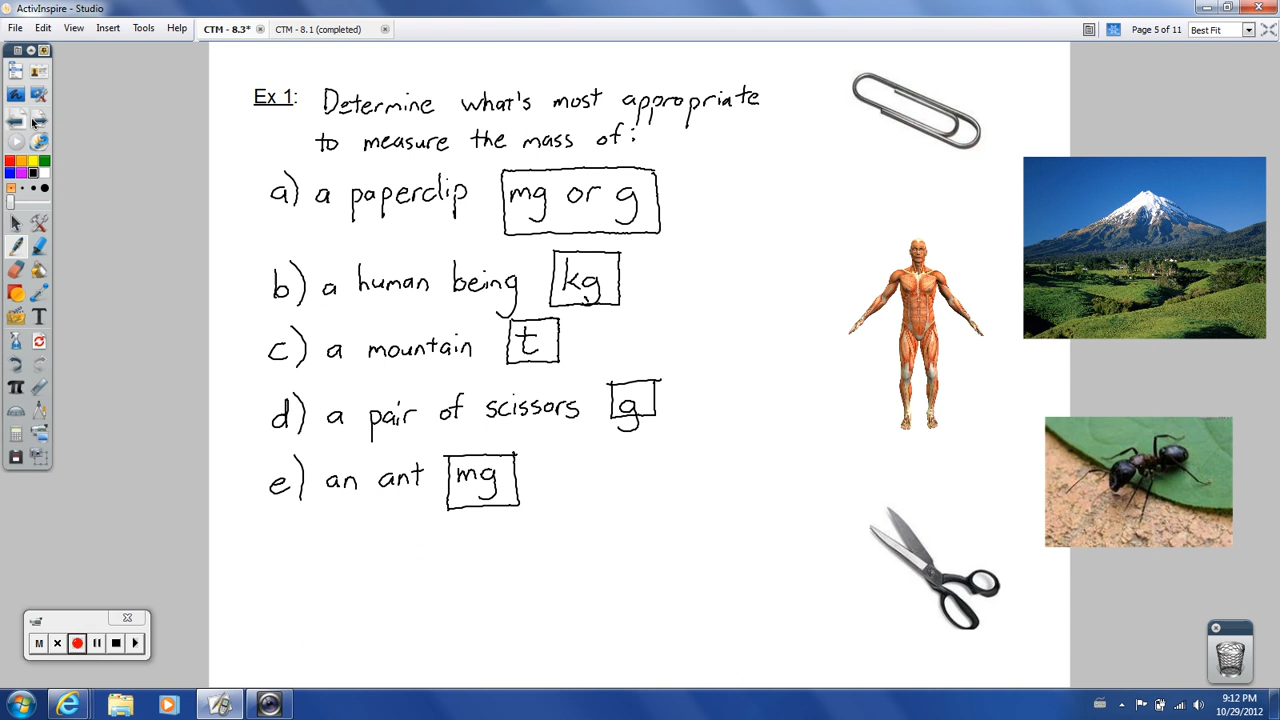 ActivInspire - Studio
File Edit View Insert Tools Help CTM - 8.3* CTM - 8.1 (completed) Page 5 of 11 Best Fit
Ex 1: Determine what's most appropriate
to measure the mass of:
a) a paperclip mg or g
b) a human being kg
c) a mountain t
d) a pair of scissors g
e) an ant mg
M
9:12 PM
10/29/2012